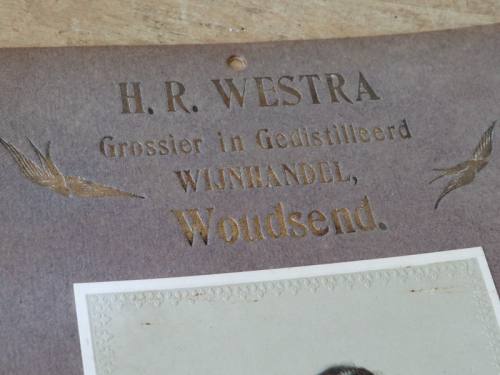 H. R. WESTRA
Grossier in Gedistilleerd
WIJNHANDEL,
Woudsend.